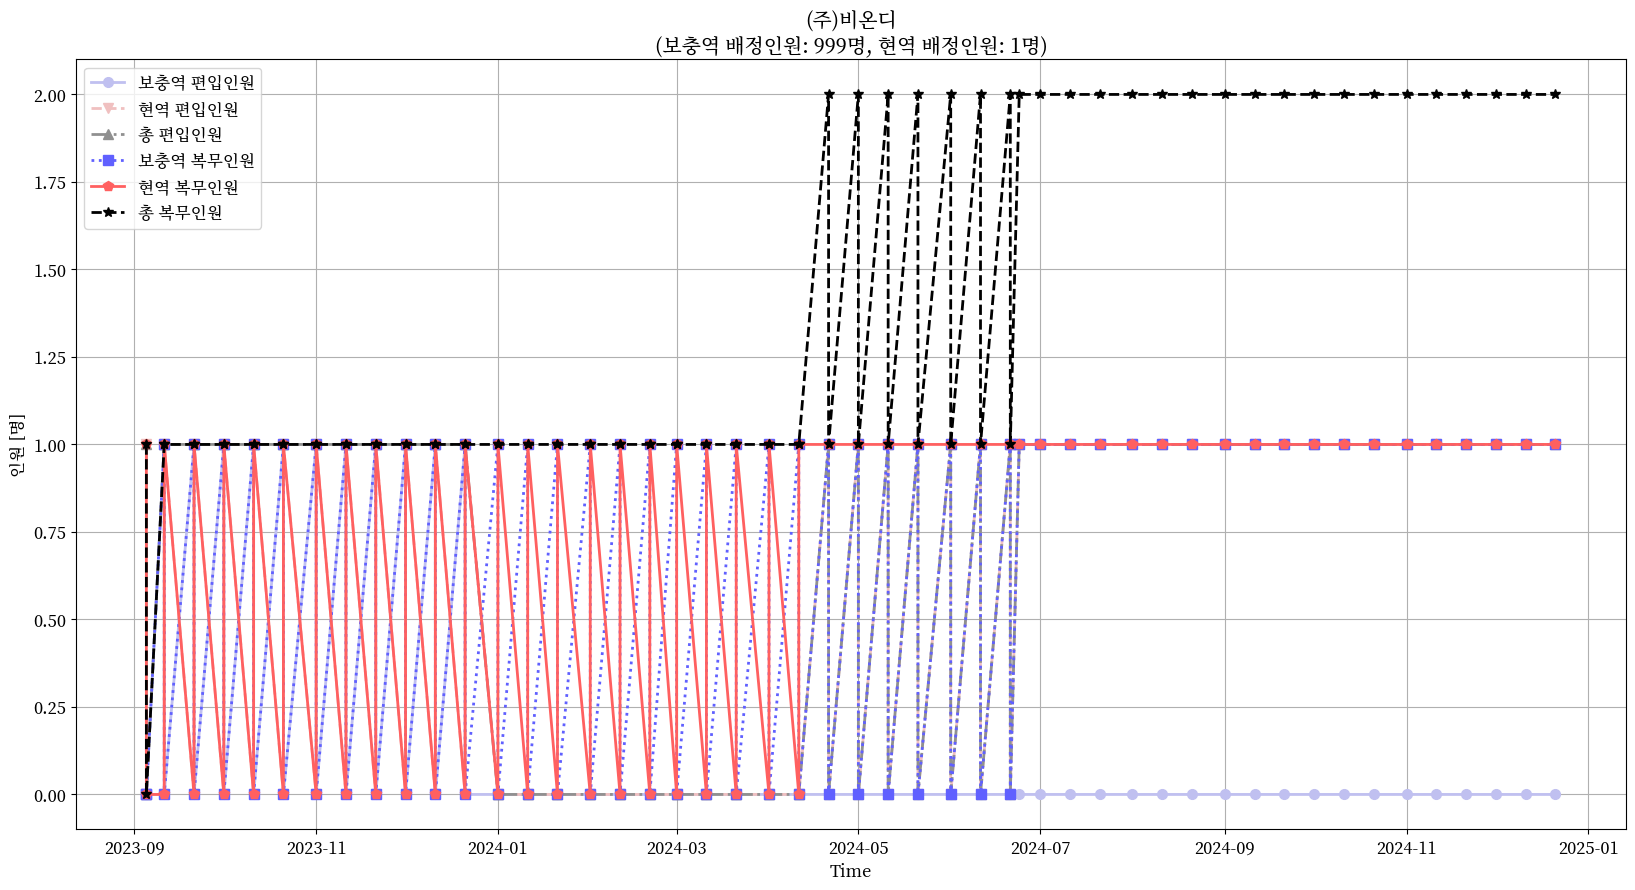 (주)비온디
(보충역 배정인원: 999명, 현역 배정인원: 1명)
보충역 편입인원
현역 편입인원
총 편입인원
보충역 복무인원
현역 복무인원
총 복무인원
인원 [명]
2.00
1.75
1.50
1.25
1.00
0.75
0.50
0.25
0.00
2023-09 2023-11 2024-01 2024-03 2024-05 2024-07 2024-09 2024-11 2025-01
Time